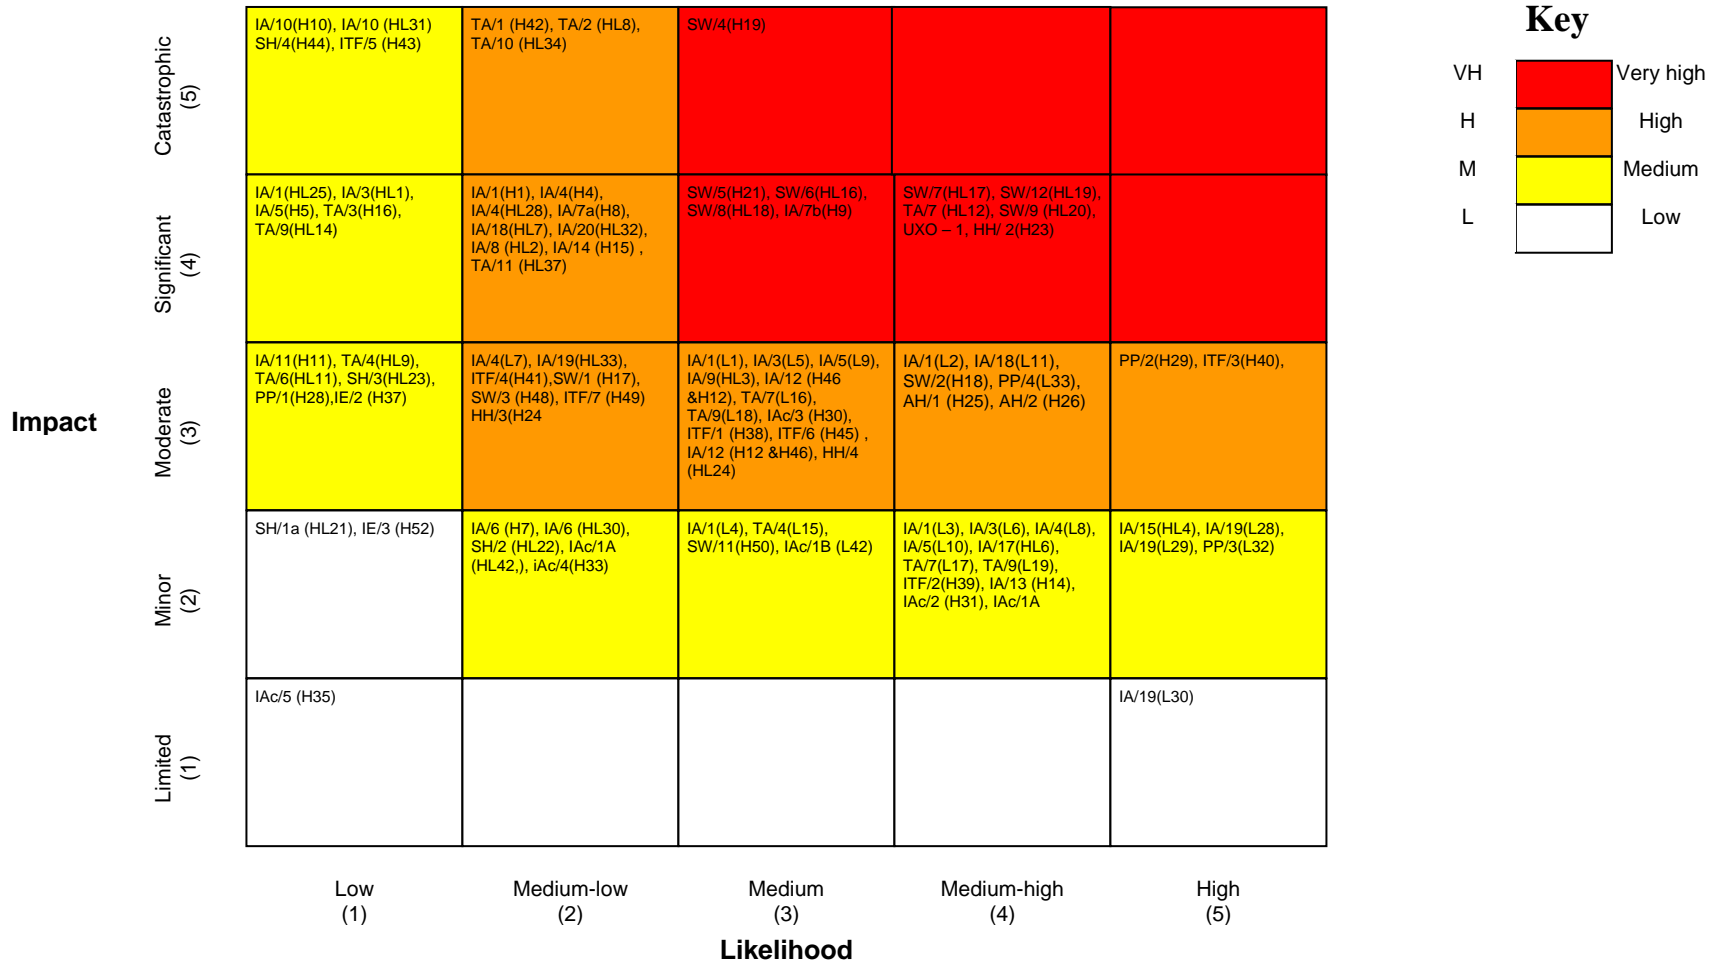 Key
VH
Very high
H
High
M
Medium
L
Low
Impact
Catastrophic
(5)
IA/10(H10), IA/10 (HL31)
SH/4(H44), ITF/5 (H43)
TA/1 (H42), TA/2 (HL8),
TA/10 (HL34)
SW/4(H19)
Significant
(4)
IA/1(HL25), IA/3(HL1),
IA/5(H5), TA/3(H16),
TA/9(HL14)
IA/1(H1), IA/4(H4),
IA/4(HL28), IA/7a(H8),
IA/18(HL7), IA/20(HL32),
IA/8 (HL2), IA/14 (H15) ,
TA/11 (HL37)
SW/5(H21), SW/6(HL16),
SW/8(HL18), IA/7b(H9)
SW/7(HL17), SW/12(HL19),
TA/7 (HL12), SW/9 (HL20),
UXO – 1, HH/ 2(H23)
Moderate
(3)
IA/11(H11), TA/4(HL9),
TA/6(HL11), SH/3(HL23),
PP/1(H28),IE/2 (H37)
IA/4(L7), IA/19(HL33),
ITF/4(H41),SW/1 (H17),
SW/3 (H48), ITF/7 (H49)
HH/3(H24
IA/1(L1), IA/3(L5), IA/5(L9),
IA/9(HL3), IA/12 (H46
&H12), TA/7(L16),
TA/9(L18), IAc/3 (H30),
ITF/1 (H38), ITF/6 (H45) ,
IA/12 (H12 &H46), HH/4
(HL24)
IA/1(L2), IA/18(L11),
SW/2(H18), PP/4(L33),
AH/1 (H25), AH/2 (H26)
PP/2(H29), ITF/3(H40),
Minor
(2)
SH/1a (HL21), IE/3 (H52)
IA/6 (H7), IA/6 (HL30),
SH/2 (HL22), IAc/1A
(HL42,), iAc/4(H33)
IA/1(L4), TA/4(L15),
SW/11(H50), IAc/1B (L42)
IA/1(L3), IA/3(L6), IA/4(L8),
IA/5(L10), IA/17(HL6),
TA/7(L17), TA/9(L19),
ITF/2(H39), IA/13 (H14),
IAc/2 (H31), IAc/1A
IA/15(HL4), IA/19(L28),
IA/19(L29), PP/3(L32)
Limited
(1)
IAc/5 (H35)
IA/19(L30)
Low
(1)
Medium-low
(2)
Medium
(3)
Medium-high
(4)
High
(5)
Likelihood